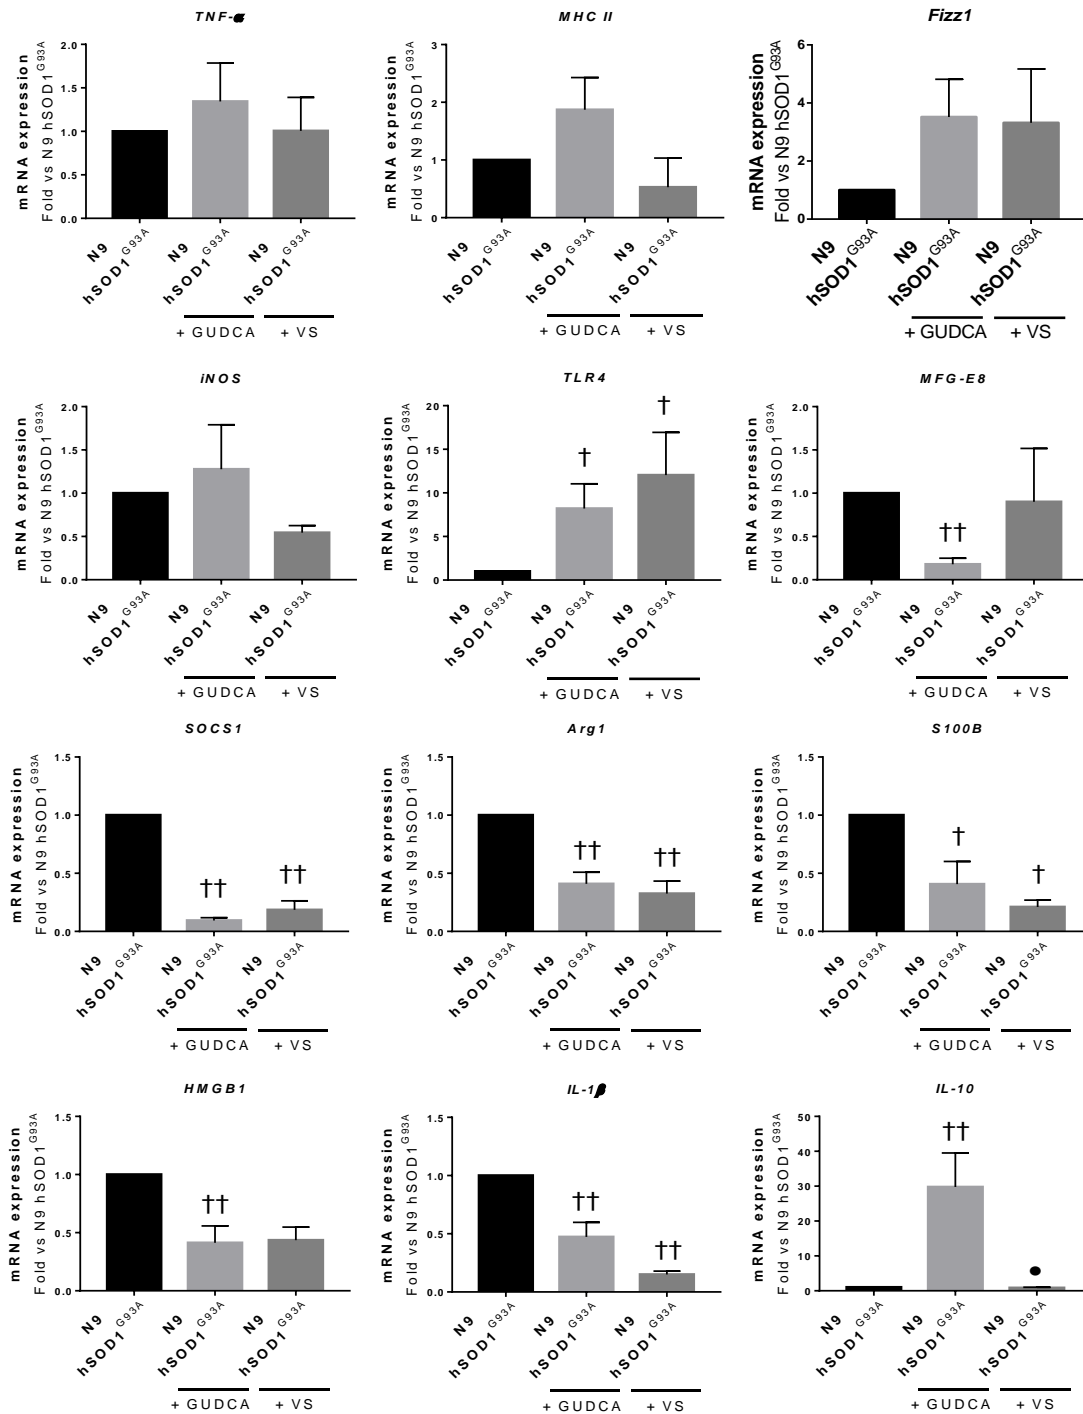 TNF-α
mRNA expression
Fold vs N9 hSOD1G93A
2.0
1.5
1.0
0.5
0.0
N9
hSOD1G93A
N9
hSOD1G93A
N9
hSOD1G93A
+ GUDCA
+ VS
MHC II
mRNA expression
Fold vs N9 hSOD1G93A
3
2
1
0
N9
hSOD1G93A
N9
hSOD1G93A
N9
hSOD1G93A
+ GUDCA
+ VS
Fizz1
mRNA expression
Fold vs N9 hSOD1G93A
6
4
2
0
N9
hSOD1G93A
N9
hSOD1G93A
N9
hSOD1G93A
+ GUDCA
+ VS
iNOS
mRNA expression
Fold vs N9 hSOD1G93A
2.0
1.5
1.0
0.5
0.0
N9
hSOD1G93A
N9
hSOD1G93A
N9
hSOD1G93A
+ GUDCA
+ VS
TLR4
mRNA expression
Fold vs N9 hSOD1G93A
20
15
10
5
0
†
†
N9
hSOD1G93A
N9
hSOD1G93A
N9
hSOD1G93A
+ GUDCA
+ VS
MFG-E8
mRNA expression
Fold vs N9 hSOD1G93A
2.0
1.5
1.0
0.5
0.0
††
N9
hSOD1G93A
N9
hSOD1G93A
N9
hSOD1G93A
+ GUDCA
+ VS
SOCS1
mRNA expression
Fold vs N9 hSOD1G93A
1.5
1.0
0.5
0.0
††
††
N9
hSOD1G93A
N9
hSOD1G93A
N9
hSOD1G93A
+ GUDCA
+ VS
Arg1
mRNA expression
Fold vs N9 hSOD1G93A
1.5
1.0
0.5
0.0
††
††
N9
hSOD1G93A
N9
hSOD1G93A
N9
hSOD1G93A
+ GUDCA
+ VS
S100B
mRNA expression
Fold vs N9 hSOD1G93A
1.5
1.0
0.5
0.0
†
†
N9
hSOD1G93A
N9
hSOD1G93A
N9
hSOD1G93A
+ GUDCA
+ VS
HMGB1
mRNA expression
Fold vs N9 hSOD1G93A
1.5
1.0
0.5
0.0
††
N9
hSOD1G93A
N9
hSOD1G93A
N9
hSOD1G93A
+ GUDCA
+ VS
IL-1β
mRNA expression
Fold vs N9 hSOD1G93A
1.5
1.0
0.5
0.0
††
††
N9
hSOD1G93A
N9
hSOD1G93A
N9
hSOD1G93A
+ GUDCA
+ VS
IL-10
mRNA expression
Fold vs N9 hSOD1G93A
50
40
30
20
10
0
††
•
N9
hSOD1G93A
N9
hSOD1G93A
N9
hSOD1G93A
+ GUDCA
+ VS